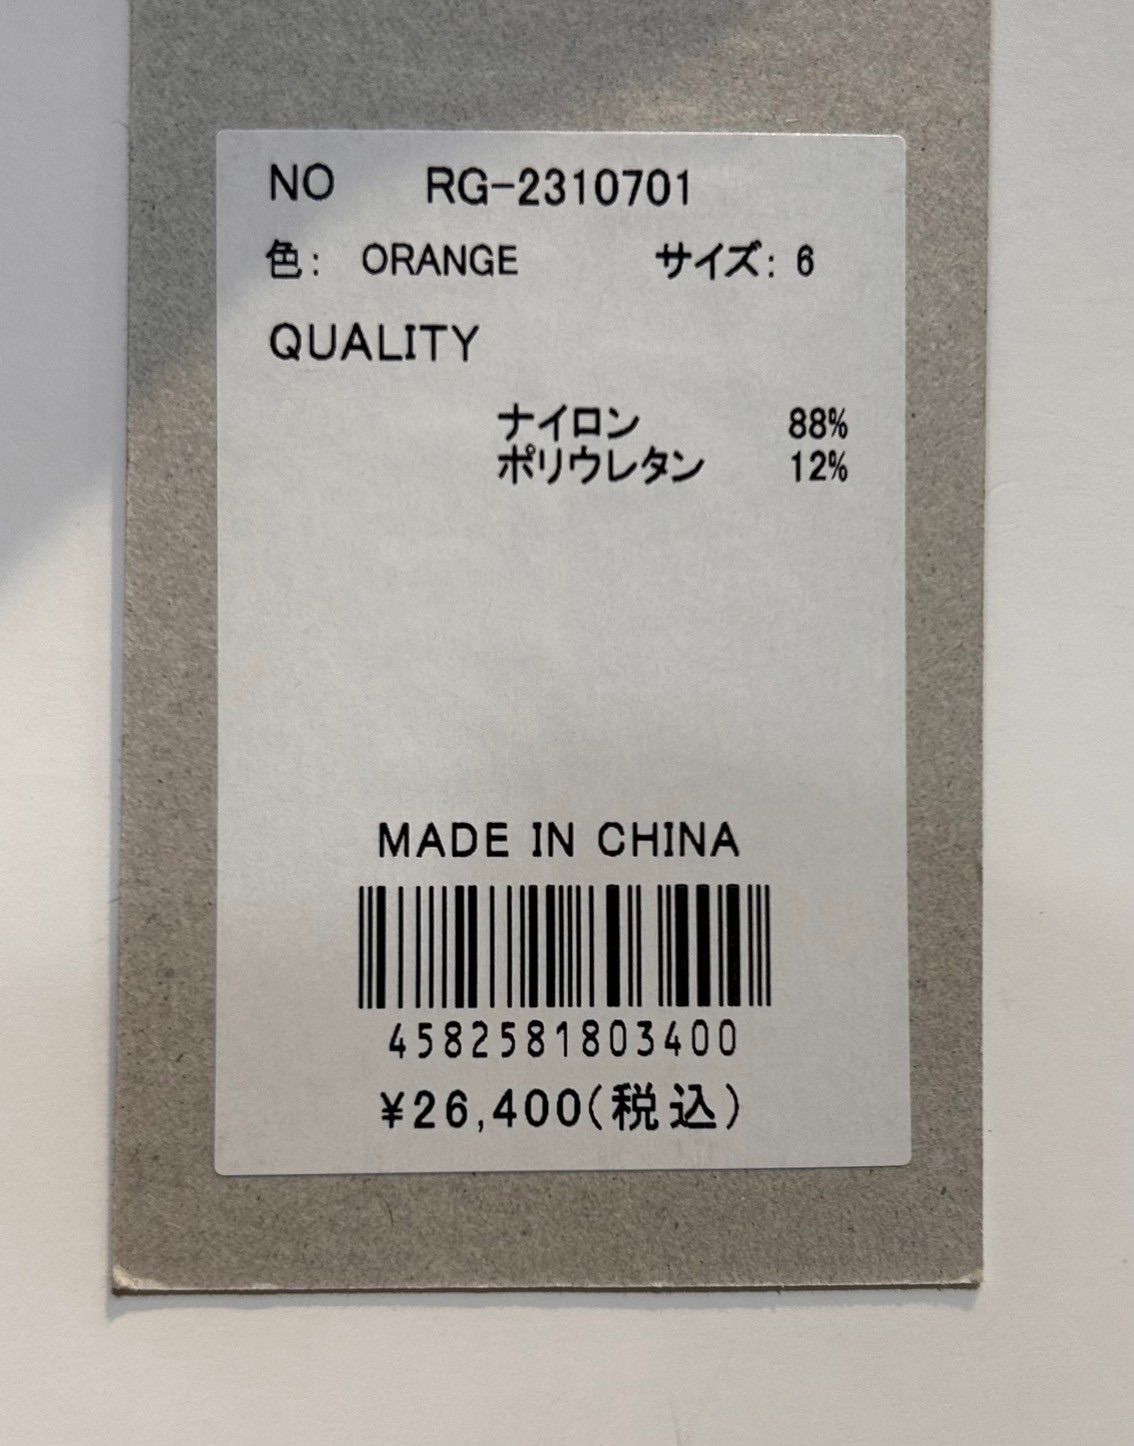 NO RG-2310701
色: ORANGE サイズ: 6
QUALITY
ナイロン 88%
ポリウレタン 12%
MADE IN CHINA
4582581803400
¥26,400(税込)